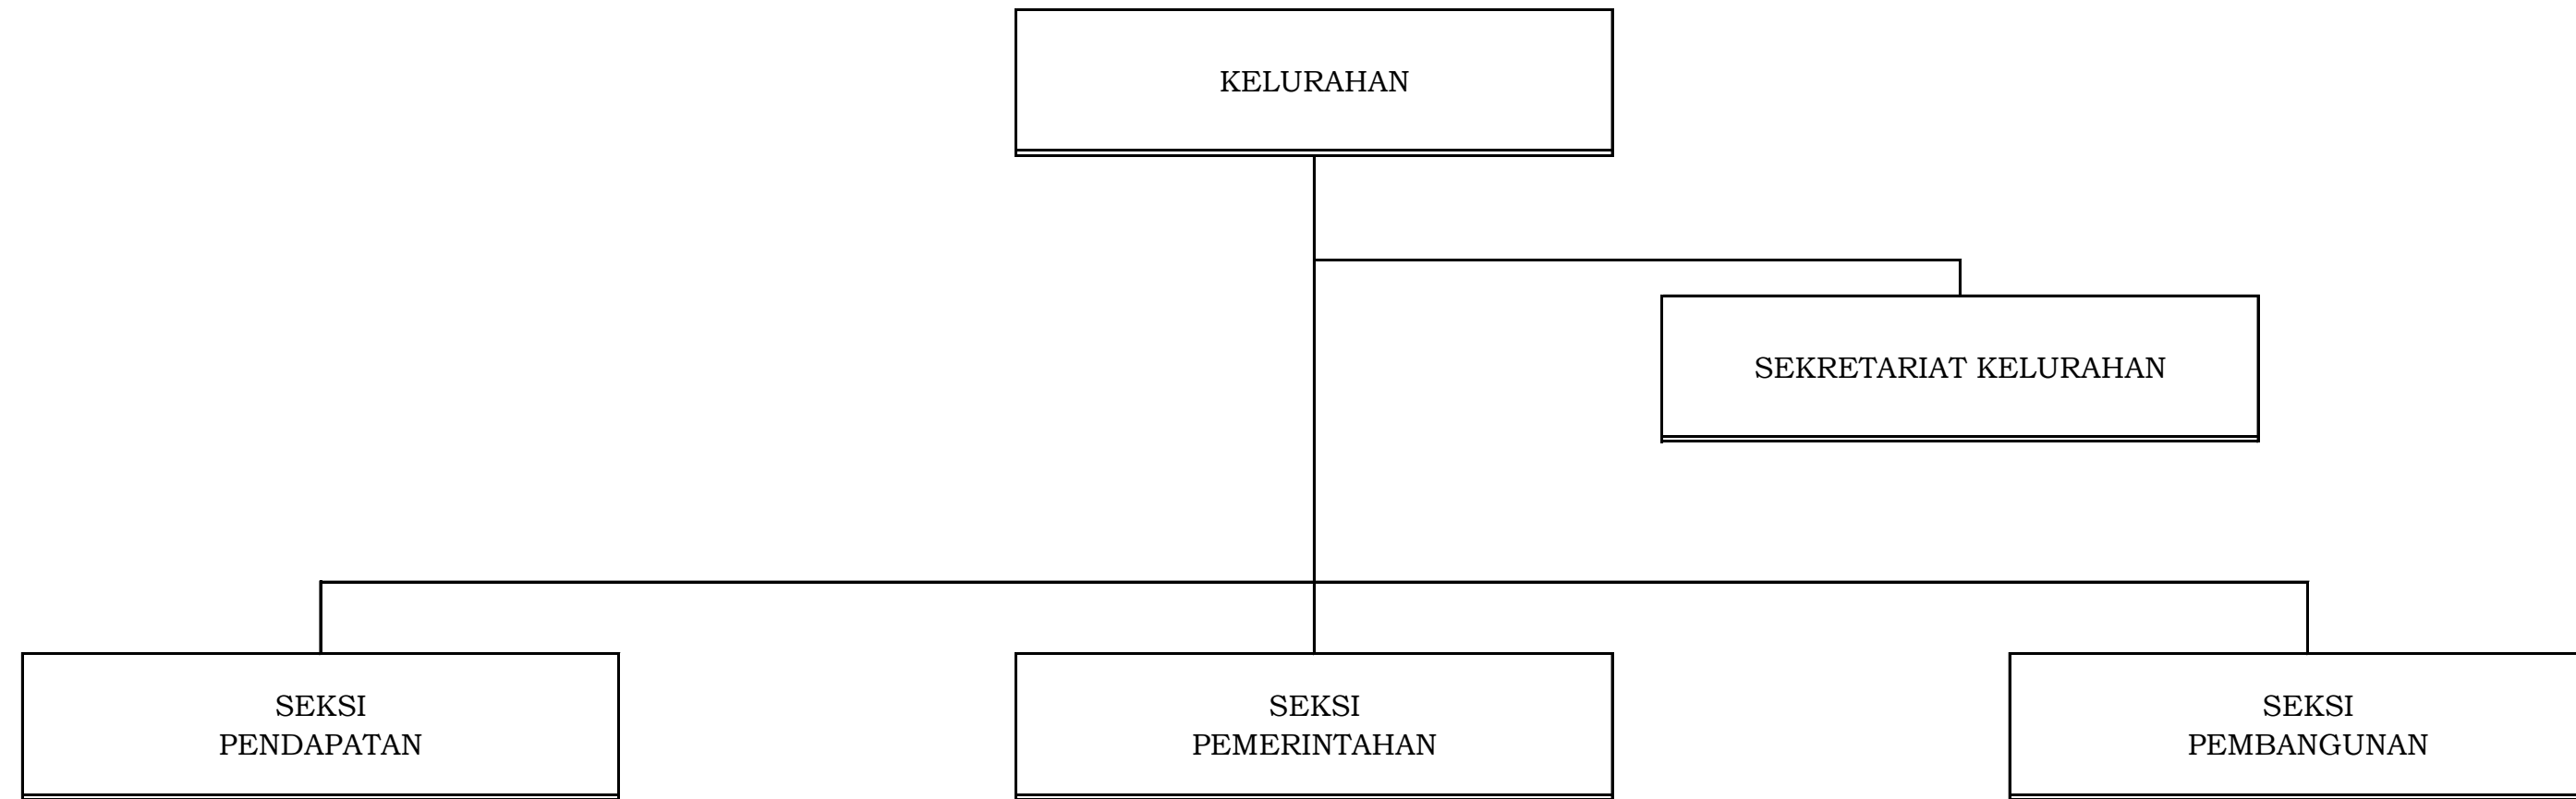 KELURAHAN
SEKRETARIAT KELURAHAN
SEKSI
PENDAPATAN
SEKSI
PEMERINTAHAN
SEKSI
PEMBANGUNAN